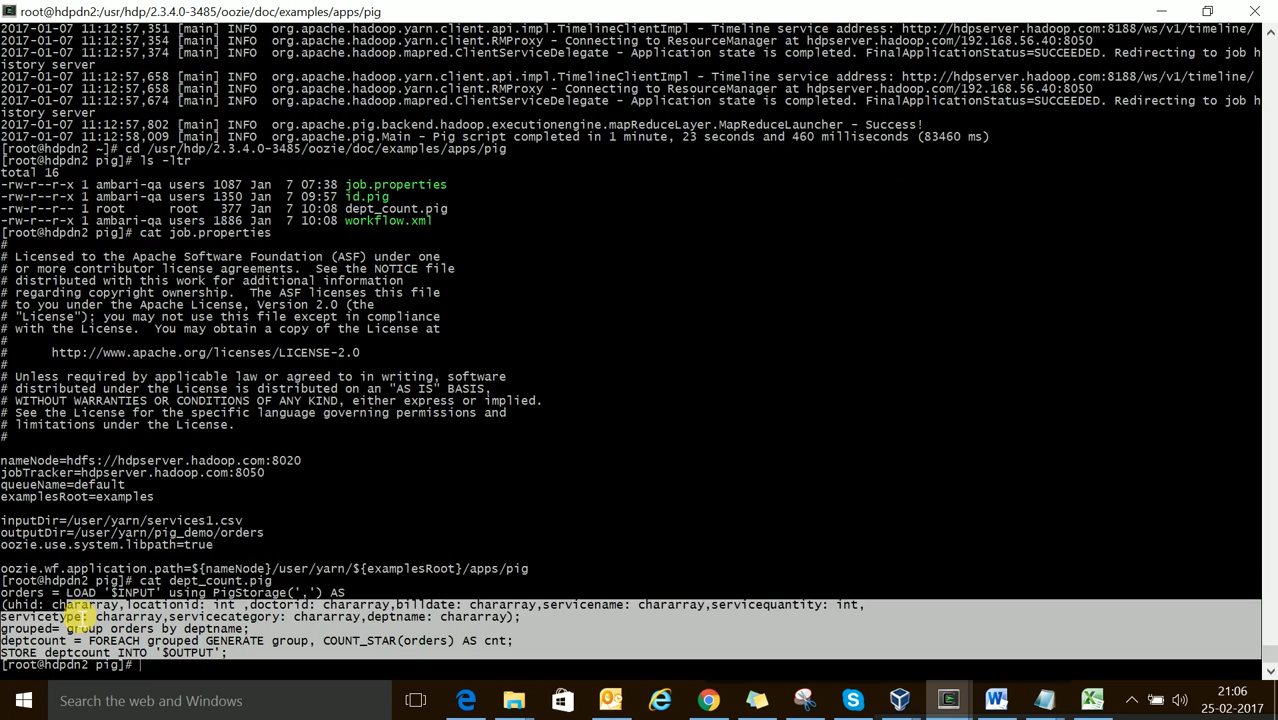 root@hdpdn2:/usr/hdp/2.3.4.0-3485/oozie/doc/examples/apps/pig
2017-01-07 11:12:57,351 [main] INFO  org.apache.hadoop.yarn.client.api.impl.TimelineClientImpl - Timeline service address: http://hdpserver.hadoop.com:8188/ws/v1/timeline/
2017-01-07 11:12:57,354 [main] INFO  org.apache.hadoop.yarn.client.RMProxy - Connecting to ResourceManager at hdpserver.hadoop.com/192.168.56.40:8050
2017-01-07 11:12:57,374 [main] INFO  org.apache.hadoop.mapred.ClientServiceDelegate - Application state is completed. FinalApplicationStatus=SUCCEEDED. Redirecting to job h
istory server
2017-01-07 11:12:57,658 [main] INFO  org.apache.hadoop.yarn.client.api.impl.TimelineClientImpl - Timeline service address: http://hdpserver.hadoop.com:8188/ws/v1/timeline/
2017-01-07 11:12:57,658 [main] INFO  org.apache.hadoop.yarn.client.RMProxy - Connecting to ResourceManager at hdpserver.hadoop.com/192.168.56.40:8050
2017-01-07 11:12:57,674 [main] INFO  org.apache.hadoop.mapred.ClientServiceDelegate - Application state is completed. FinalApplicationStatus=SUCCEEDED. Redirecting to job h
istory server
2017-01-07 11:12:57,802 [main] INFO  org.apache.pig.backend.hadoop.executionengine.mapReduceLayer.MapReduceLauncher - Success!
2017-01-07 11:12:58,009 [main] INFO  org.apache.pig.Main - Pig script completed in 1 minute, 23 seconds and 460 milliseconds (83460 ms)
[root@hdpdn2 ~]# cd /usr/hdp/2.3.4.0-3485/oozie/doc/examples/apps/pig
[root@hdpdn2 pig]# ls -ltr
total 16
-rw-r--r-x 1 ambari-qa users 1087 Jan  7 07:38 job.properties
-rw-r--r-x 1 ambari-qa users 1350 Jan  7 09:57 id.pig
-rw-r--r-- 1 root      root   377 Jan  7 10:08 dept_count.pig
-rw-r--r-x 1 ambari-qa users 1886 Jan  7 10:08 workflow.xml
[root@hdpdn2 pig]# cat job.properties
#
# Licensed to the Apache Software Foundation (ASF) under one
# or more contributor license agreements.  See the NOTICE file
# distributed with this work for additional information
# regarding copyright ownership.  The ASF licenses this file
# to you under the Apache License, Version 2.0 (the
# "License"); you may not use this file except in compliance
# with the License.  You may obtain a copy of the License at
#
#      http://www.apache.org/licenses/LICENSE-2.0
#
# Unless required by applicable law or agreed to in writing, software
# distributed under the License is distributed on an "AS IS" BASIS,
# WITHOUT WARRANTIES OR CONDITIONS OF ANY KIND, either express or implied.
# See the License for the specific language governing permissions and
# limitations under the License.
#
nameNode=hdfs://hdpserver.hadoop.com:8020
jobTracker=hdpserver.hadoop.com:8050
queueName=default
examplesRoot=examples
inputDir=/user/yarn/services1.csv
outputDir=/user/yarn/pig_demo/orders
oozie.use.system.libpath=true
oozie.wf.application.path=${nameNode}/user/yarn/${examplesRoot}/apps/pig
[root@hdpdn2 pig]# cat dept_count.pig
orders = LOAD '$INPUT' using PigStorage(',') AS
(uhid: chararray,locationid: int ,doctorid: chararray,billdate: chararray,servicename: chararray,servicequantity: int,
servicetype: chararray,servicecategory: chararray,deptname: chararray);
grouped= group orders by deptname;
deptcount = FOREACH grouped GENERATE group, COUNT_STAR(orders) AS cnt;
STORE deptcount INTO '$OUTPUT';
[root@hdpdn2 pig]#
Search the web and Windows
21:06
25-02-2017